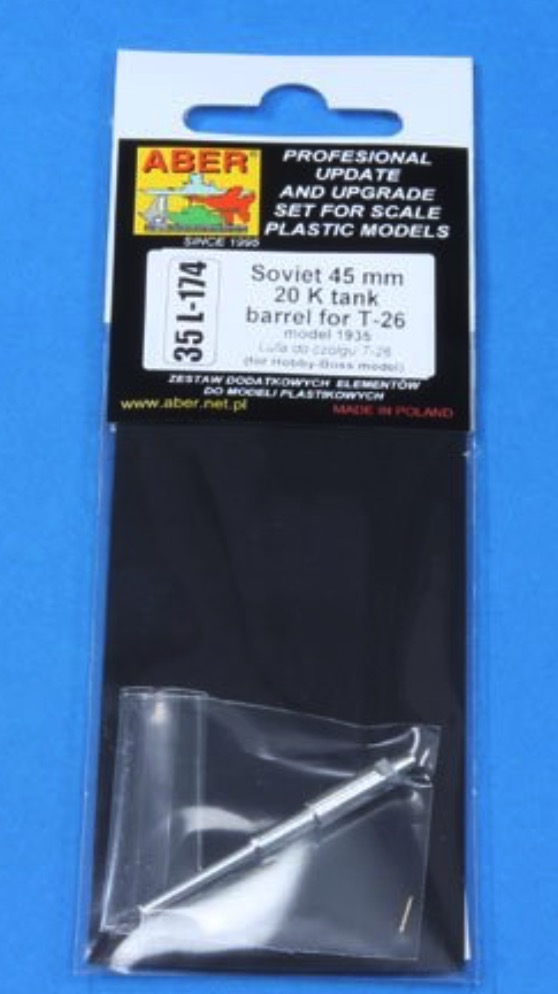 ABER®
SINCE 1995
PROFESIONAL
UPDATE
AND UPGRADE
SET FOR SCALE
PLASTIC MODELS
35 L-174
Soviet 45 mm
20 K tank
barrel for T-26
model 1935
Lufa do czołgu T-26
(for Hobby-Boss model)
ZESTAW DODATKOWYCH ELEMENTÓW
DO MODELI PLASTIKOWYCH
www.aber.net.pl
MADE IN POLAND